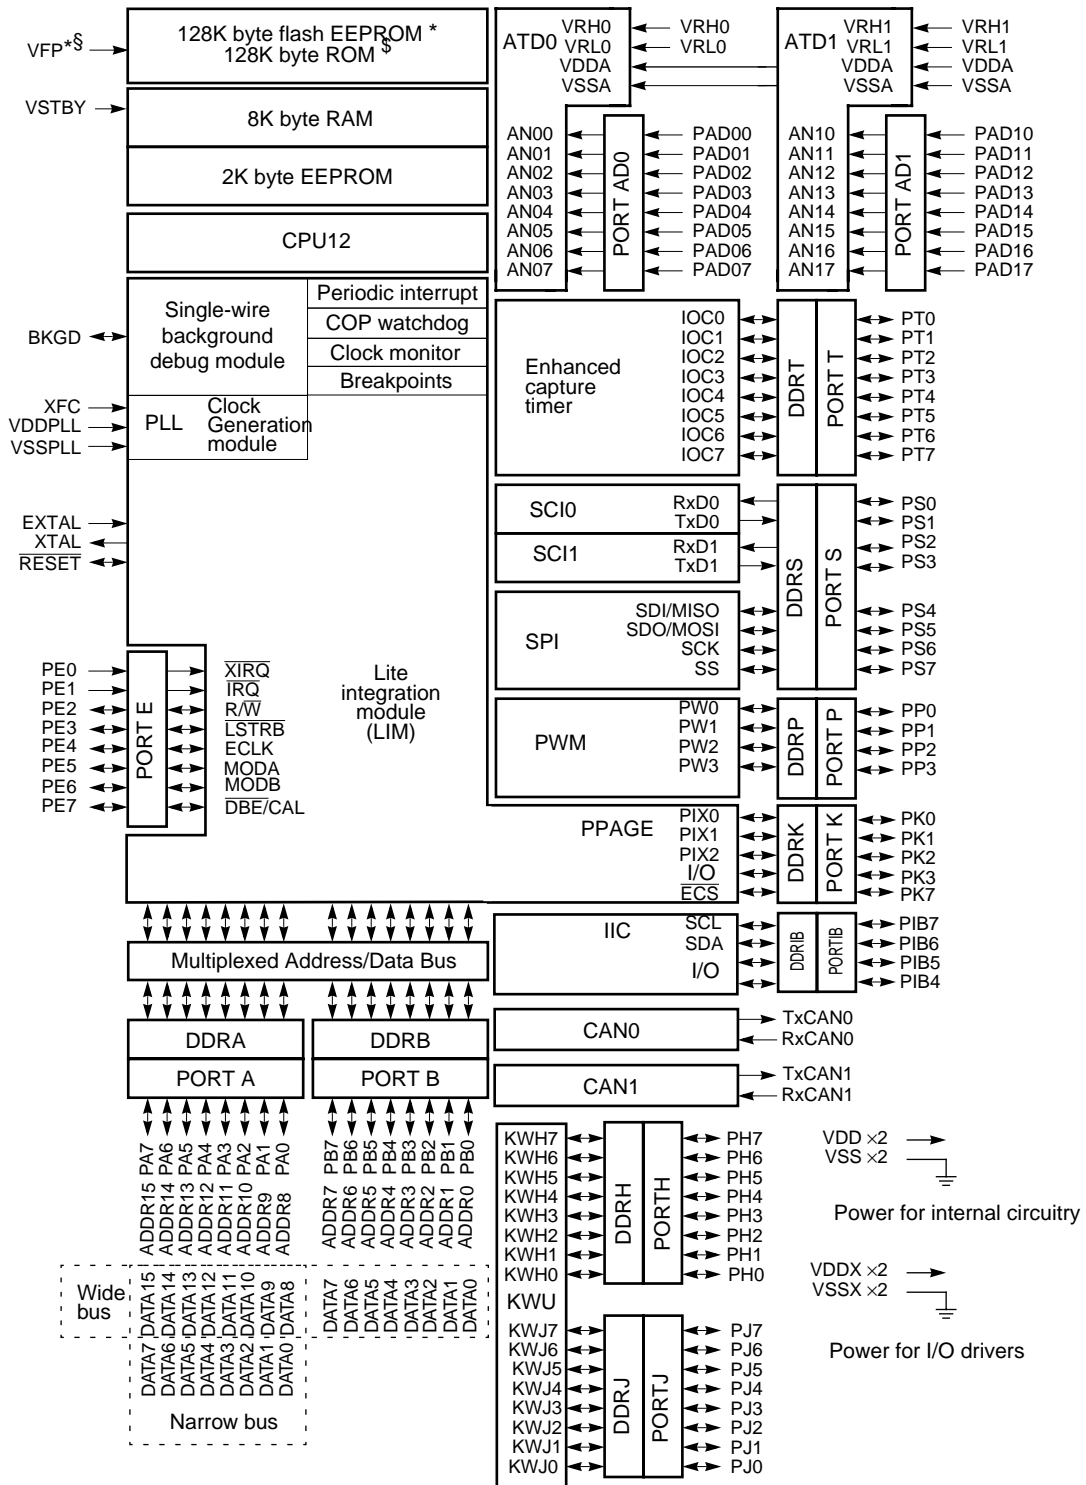 VFP*§
128K byte flash EEPROM *
128K byte ROM $
VSTBY
8K byte RAM
2K byte EEPROM
CPU12
BKGD
Single-wire
background
debug module
Periodic interrupt
COP watchdog
Clock monitor
Breakpoints
XFC
VDDPLL
VSSPLL
PLL
Clock
Generation
module
EXTAL
XTAL
RESET
PE0
PE1
PE2
PE3
PE4
PE5
PE6
PE7
PORT E
XIRQ
IRQ
R/W
LSTRB
ECLK
MODA
MODB
DBE/CAL
Lite
integration
module
(LIM)
ATD0
VRH0
VRL0
VDDA
VSSA
VRH0
VRL0
AN00
AN01
AN02
AN03
AN04
AN05
AN06
AN07
PORT AD0
PAD00
PAD01
PAD02
PAD03
PAD04
PAD05
PAD06
PAD07
ATD1
VRH1
VRL1
VDDA
VSSA
VRH1
VRL1
VDDA
VSSA
AN10
AN11
AN12
AN13
AN14
AN15
AN16
AN17
PORT AD1
PAD10
PAD11
PAD12
PAD13
PAD14
PAD15
PAD16
PAD17
Enhanced
capture
timer
IOC0
IOC1
IOC2
IOC3
IOC4
IOC5
IOC6
IOC7
DDRT
PORT T
PT0
PT1
PT2
PT3
PT4
PT5
PT6
PT7
SCI0
RxD0
TxD0
SCI1
RxD1
TxD1
SPI
SDI/MISO
SDO/MOSI
SCK
SS
DDRS
PORT S
PS0
PS1
PS2
PS3
PS4
PS5
PS6
PS7
PWM
PW0
PW1
PW2
PW3
DDRP
PORT P
PP0
PP1
PP2
PP3
PPAGE
PIX0
PIX1
PIX2
I/O
ECS
DDRK
PORT K
PK0
PK1
PK2
PK3
PK7
IIC
SCL
SDA
I/O
DDRIB
PORTIB
PIB7
PIB6
PIB5
PIB4
CAN0
TxCAN0
RxCAN0
CAN1
TxCAN1
RxCAN1
Multiplexed Address/Data Bus
DDRA
DDRB
PORT A
PORT B
PA7
PA6
PA5
PA4
PA3
PA2
PA1
PA0
PB7
PB6
PB5
PB4
PB3
PB2
PB1
PB0
ADDR15
ADDR14
ADDR13
ADDR12
ADDR11
ADDR10
ADDR9
ADDR8
ADDR7
ADDR6
ADDR5
ADDR4
ADDR3
ADDR2
ADDR1
ADDR0
Wide
bus
DATA15
DATA14
DATA13
DATA12
DATA11
DATA10
DATA9
DATA8
DATA7
DATA6
DATA5
DATA4
DATA3
DATA2
DATA1
DATA0
DATA7
DATA6
DATA5
DATA4
DATA3
DATA2
DATA1
DATA0
Narrow bus
KWH7
KWH6
KWH5
KWH4
KWH3
KWH2
KWH1
KWH0
KWU
KWJ7
KWJ6
KWJ5
KWJ4
KWJ3
KWJ2
KWJ1
KWJ0
DDRH
PORTH
PH7
PH6
PH5
PH4
PH3
PH2
PH1
PH0
DDRJ
PORTJ
PJ7
PJ6
PJ5
PJ4
PJ3
PJ2
PJ1
PJ0
VDD ×2
VSS ×2
Power for internal circuitry
VDDX ×2
VSSX ×2
Power for I/O drivers